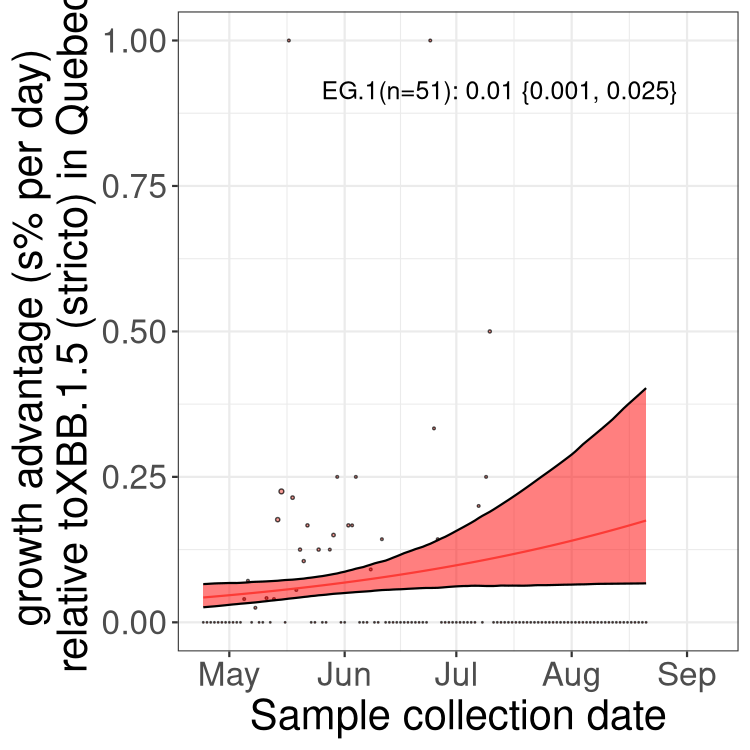 growth advantage (s% per day)
relative toXBB.1.5 (stricto) in Quebec
1.00
0.75
0.50
0.25
0.00
EG.1(n=51): 0.01 {0.001, 0.025}
May Jun Jul Aug Sep
Sample collection date